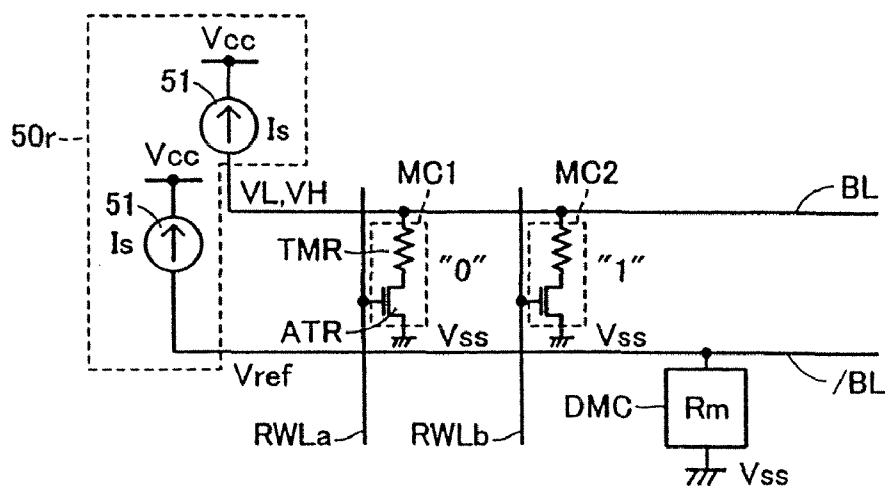 Vcc
51
Is
50r
Vcc
51
Is
VL,VH
MC1
MC2
BL
TMR
"0"
"1"
ATR
Vss
Vss
Vref
/BL
DMC
Rm
RWLa
RWLb
Vss